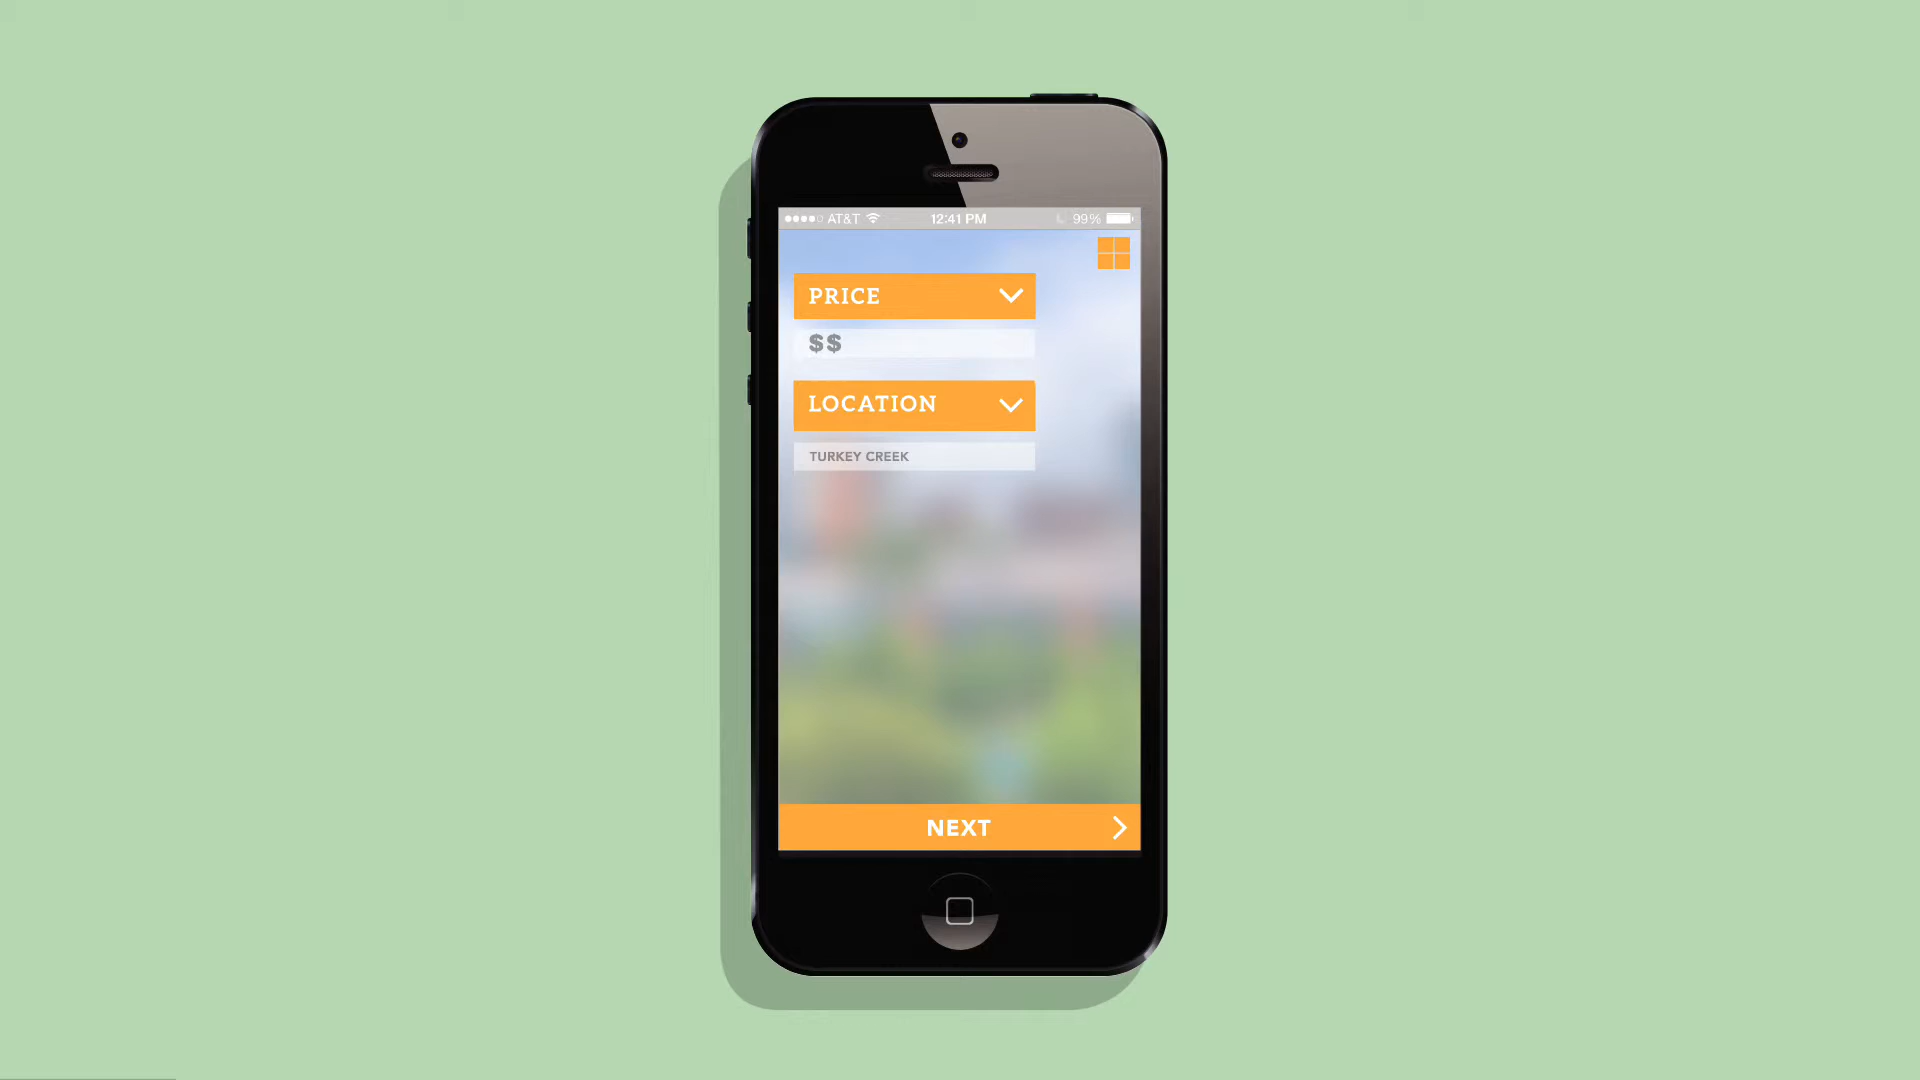 AT&T 12:41 PM 99%
PRICE
$$
LOCATION
TURKEY CREEK
NEXT